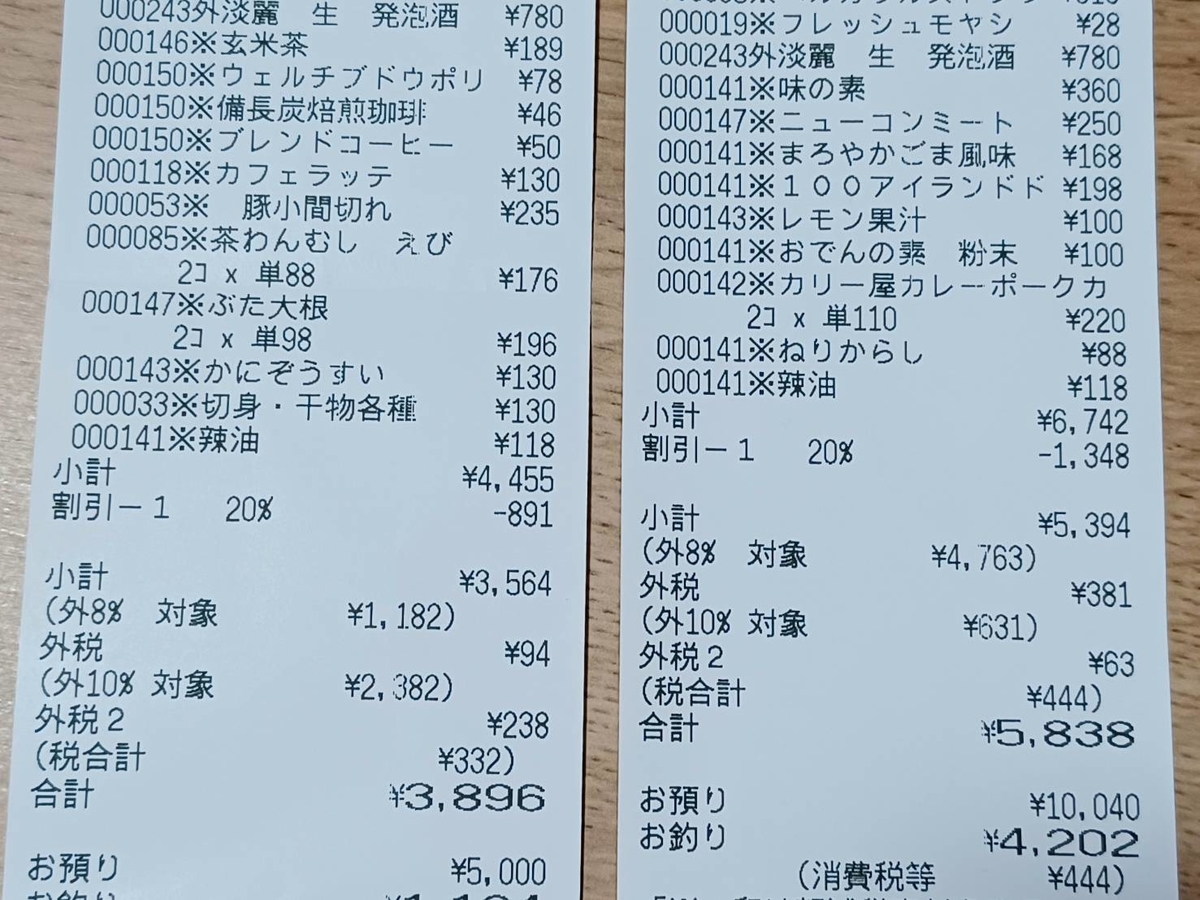 000243外淡麗　生　発泡酒 ¥780
000146※玄米茶 ¥189
000150※ウェルチブドウポリ ¥78
000150※備長炭焙煎珈琲 ¥46
000150※ブレンドコーヒー ¥50
000118※カフェラッテ ¥130
000053※　豚小間切れ ¥235
000085※茶わんむし　えび
2コ x 単88 ¥176
000147※ぶた大根
2コ x 単98 ¥196
000143※かにぞうすい ¥130
000033※切身・干物各種 ¥130
000141※辣油 ¥118
小計 ¥4,455
割引－１ 20% -891
小計 ¥3,564
(外8% 対象 ¥1,182)
外税 ¥94
(外10% 対象 ¥2,382)
外税２ ¥238
(税合計 ¥332)
合計 ¥3,896
お預り ¥5,000
000019※フレッシュモヤシ ¥28
000243外淡麗　生　発泡酒 ¥780
000141※味の素 ¥360
000147※ニューコンミート ¥250
000141※まろやかごま風味 ¥168
000141※１００アイランドド ¥198
000143※レモン果汁 ¥100
000141※おでんの素　粉末 ¥100
000142※カリー屋カレーポークカ
2コ x 単110 ¥220
000141※ねりからし ¥88
000141※辣油 ¥118
小計 ¥6,742
割引－１ 20% -1,348
小計 ¥5,394
(外8% 対象 ¥4,763)
外税 ¥381
(外10% 対象 ¥631)
外税２ ¥63
(税合計 ¥444)
合計 ¥5,838
お預り ¥10,040
お釣り ¥4,202
(消費税等 ¥444)